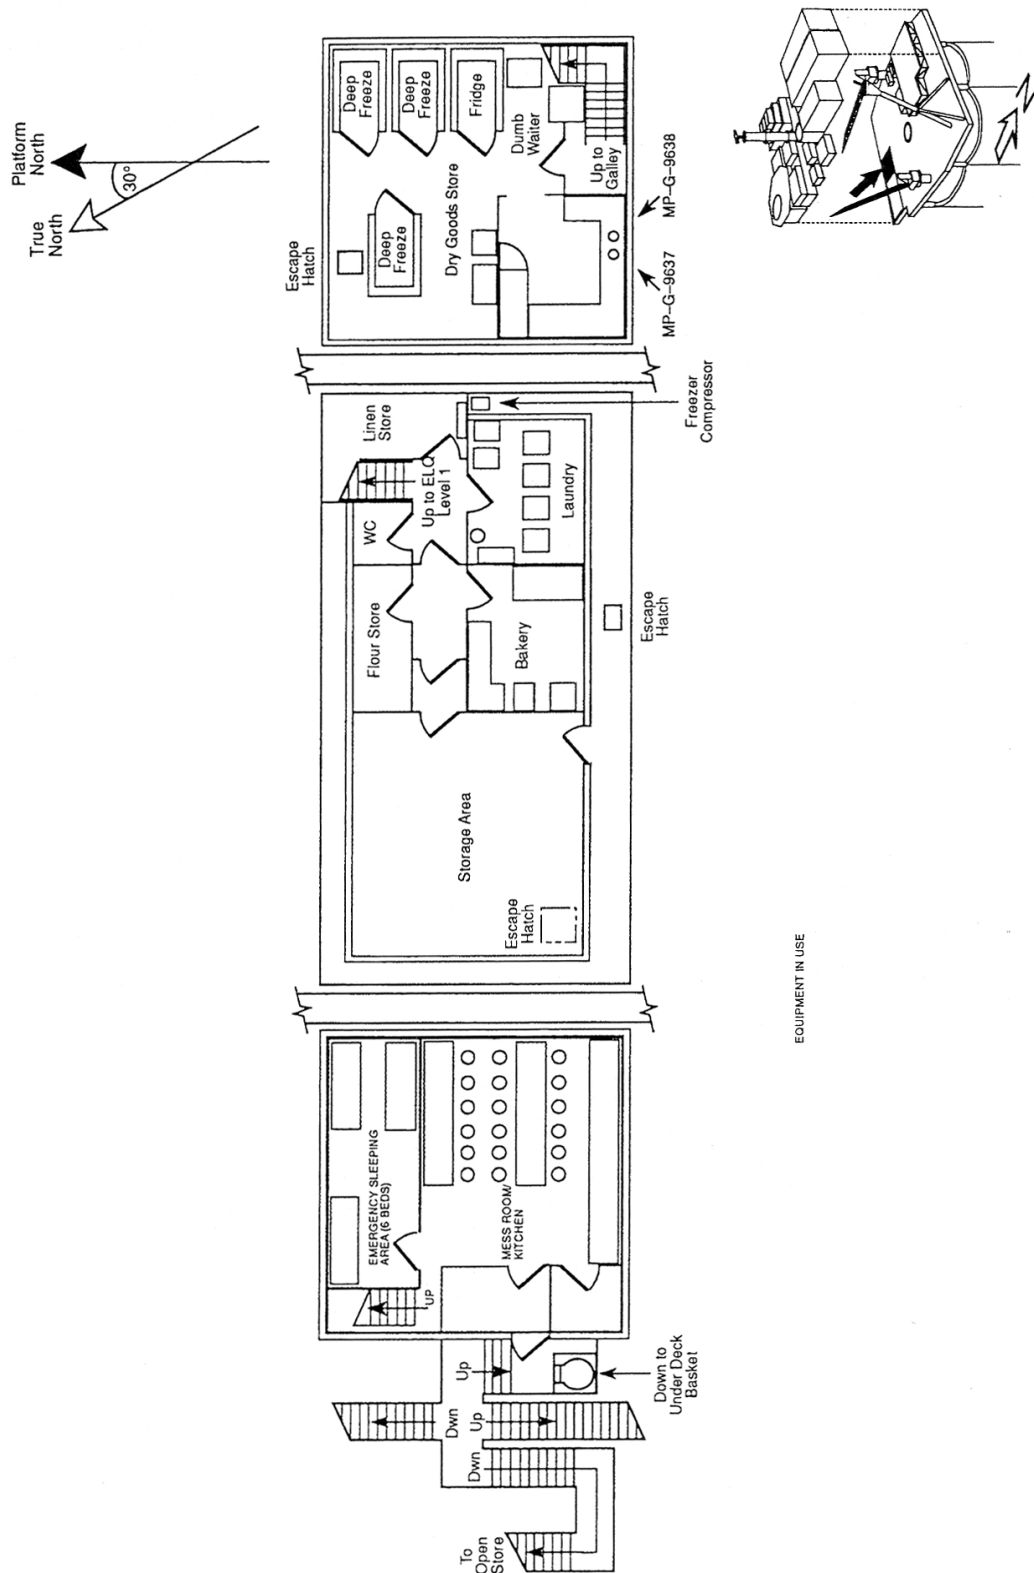 Platform
North
True
North
30°
Escape
Hatch
Deep
Freeze
Deep
Freeze
Fridge
Deep
Freeze
Dry Goods Store
Dumb
Waiter
Up to
Galley
MP-G-9637
MP-G-9638
Linen
Store
Up to ELQ
Level 1
WC
Flour Store
Laundry
Bakery
Freezer
Compressor
Escape
Hatch
Storage Area
Escape
Hatch
EQUIPMENT IN USE
EMERGENCY SLEEPING
AREA (6 BEDS)
MESS ROOM/
KITCHEN
UP
Up
Dwn
Up
Dwn
Down to
Under Deck
Basket
To
Open
Store
N